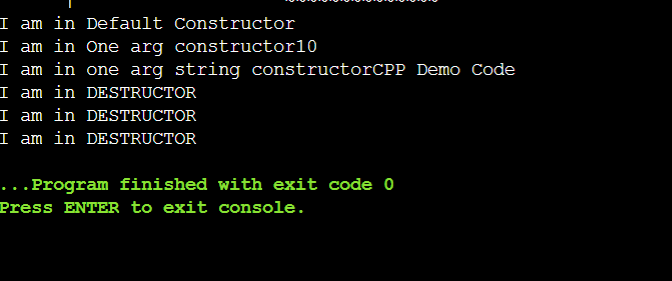 I am in Default Constructor
I am in One arg constructor10
I am in one arg string constructorCPP Demo Code
I am in DESTRUCTOR
I am in DESTRUCTOR
I am in DESTRUCTOR
...Program finished with exit code 0
Press ENTER to exit console.